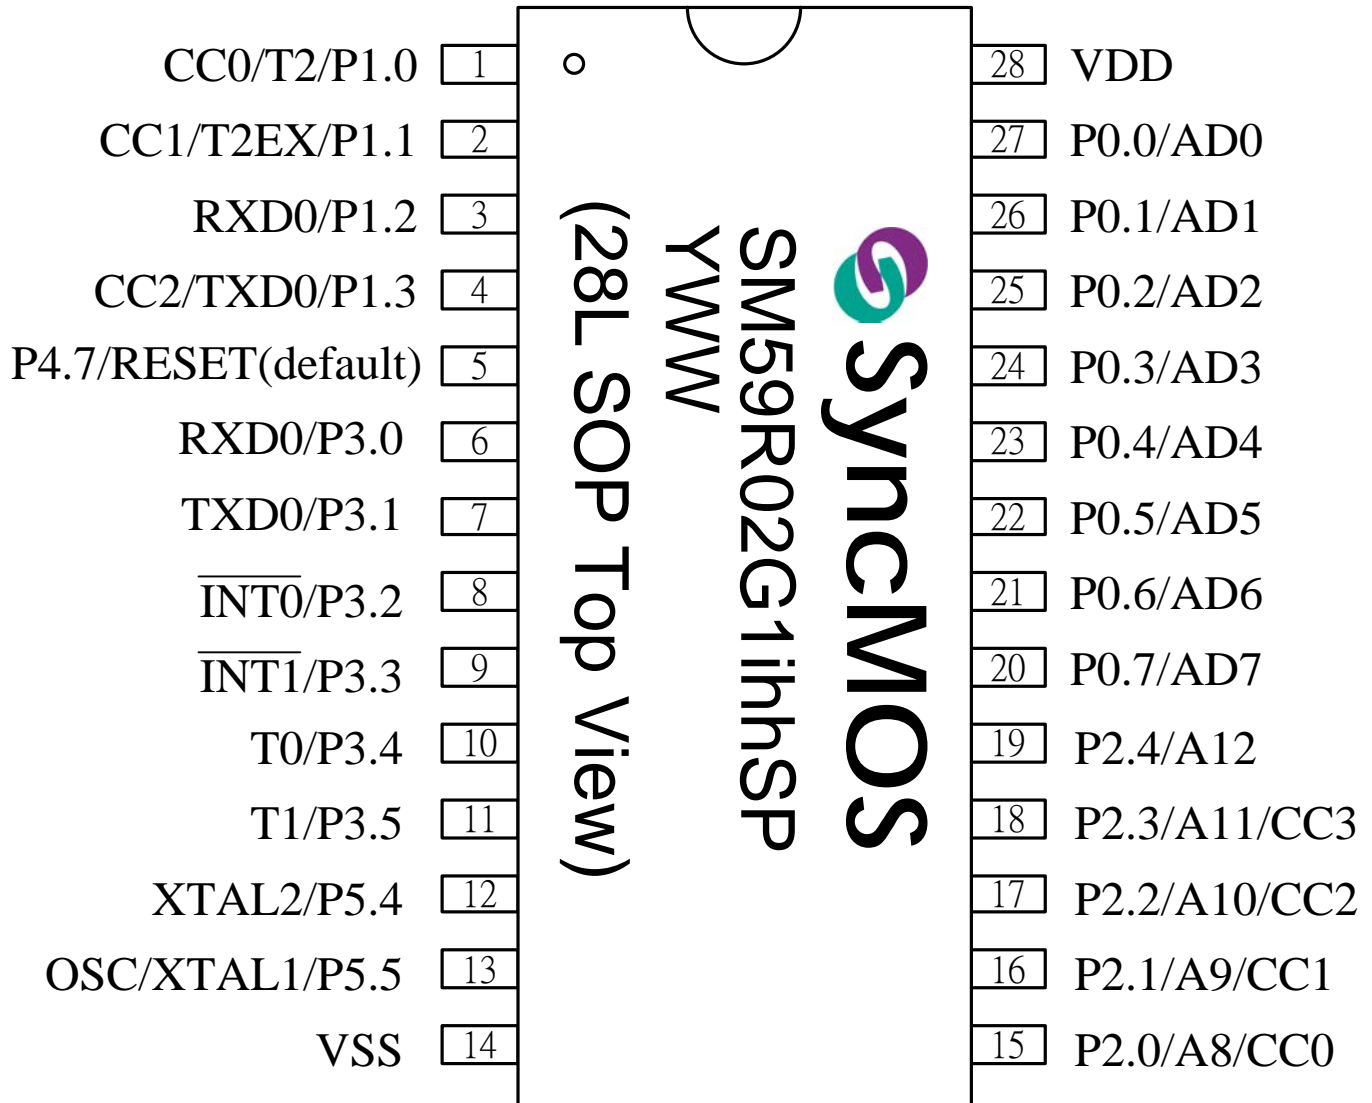 CC0/T2/P1.0 1
CC1/T2EX/P1.1 2
RXD0/P1.2 3
CC2/TXD0/P1.3 4
P4.7/RESET(default) 5
RXD0/P3.0 6
TXD0/P3.1 7
INT0/P3.2 8
INT1/P3.3 9
T0/P3.4 10
T1/P3.5 11
XTAL2/P5.4 12
OSC/XTAL1/P5.5 13
VSS 14
SyncMOS
SM59R02G1ihhSP
YWW
(28L SOP Top View)
28 VDD
27 P0.0/AD0
26 P0.1/AD1
25 P0.2/AD2
24 P0.3/AD3
23 P0.4/AD4
22 P0.5/AD5
21 P0.6/AD6
20 P0.7/AD7
19 P2.4/A12
18 P2.3/A11/CC3
17 P2.2/A10/CC2
16 P2.1/A9/CC1
15 P2.0/A8/CC0